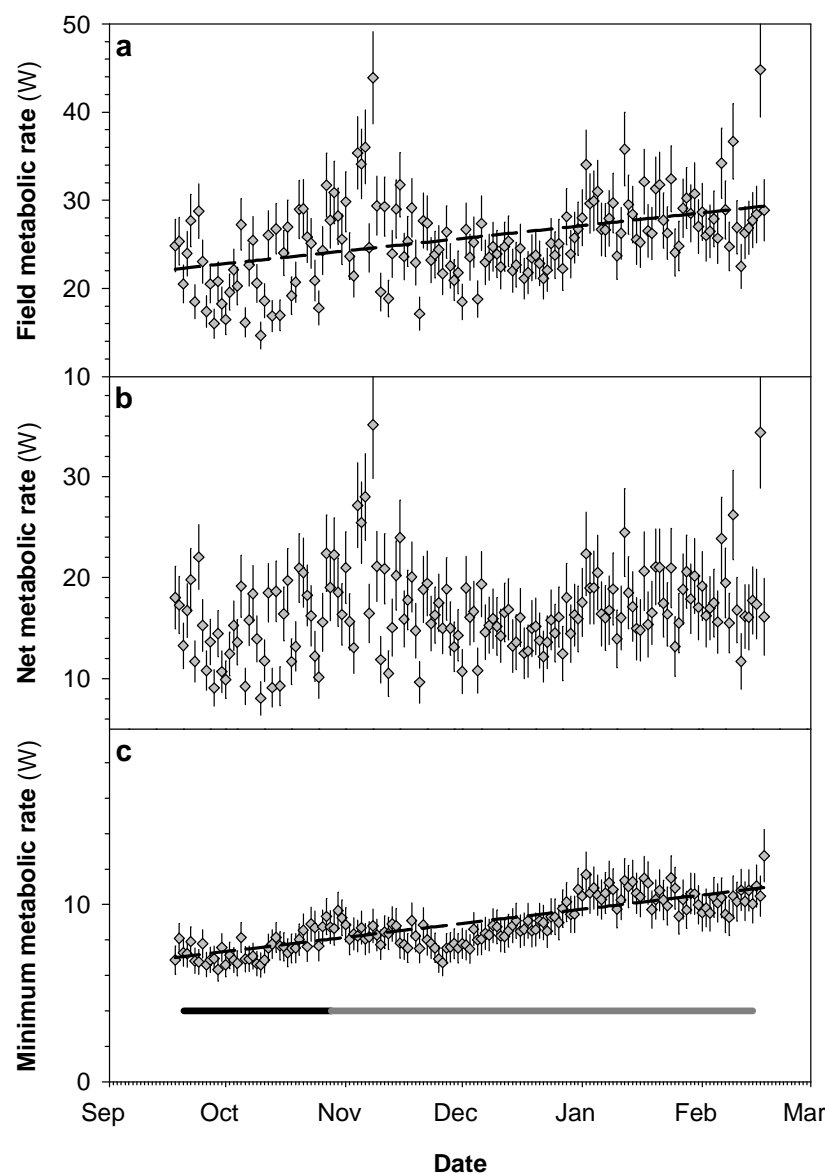 50
a
40
30
20
10
Field metabolic rate (W)
b
30
20
10
Net metabolic rate (W)
c
10
0
Minimum metabolic rate (W)
Sep Oct Nov Dec Jan Feb Mar
Date